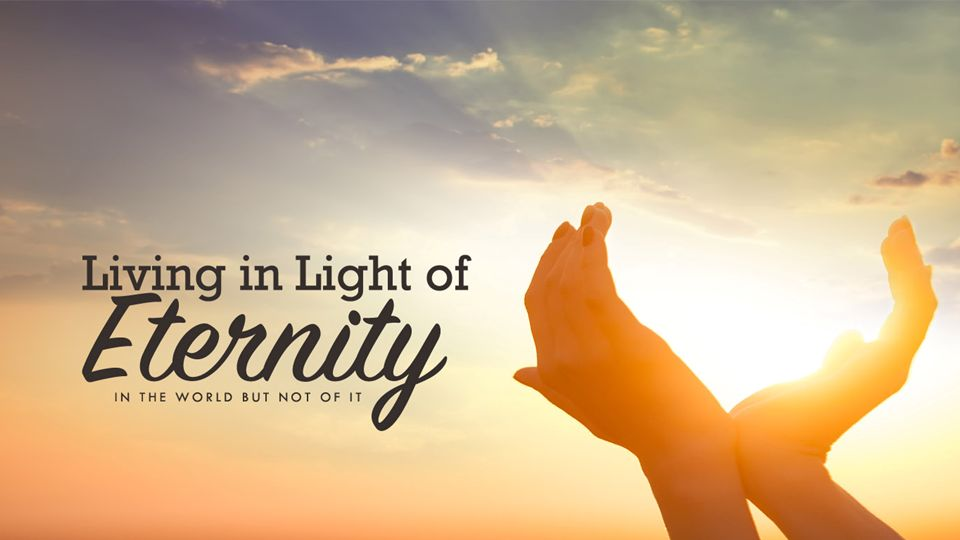 Living in Light of
Eternity
IN THE WORLD BUT NOT OF IT